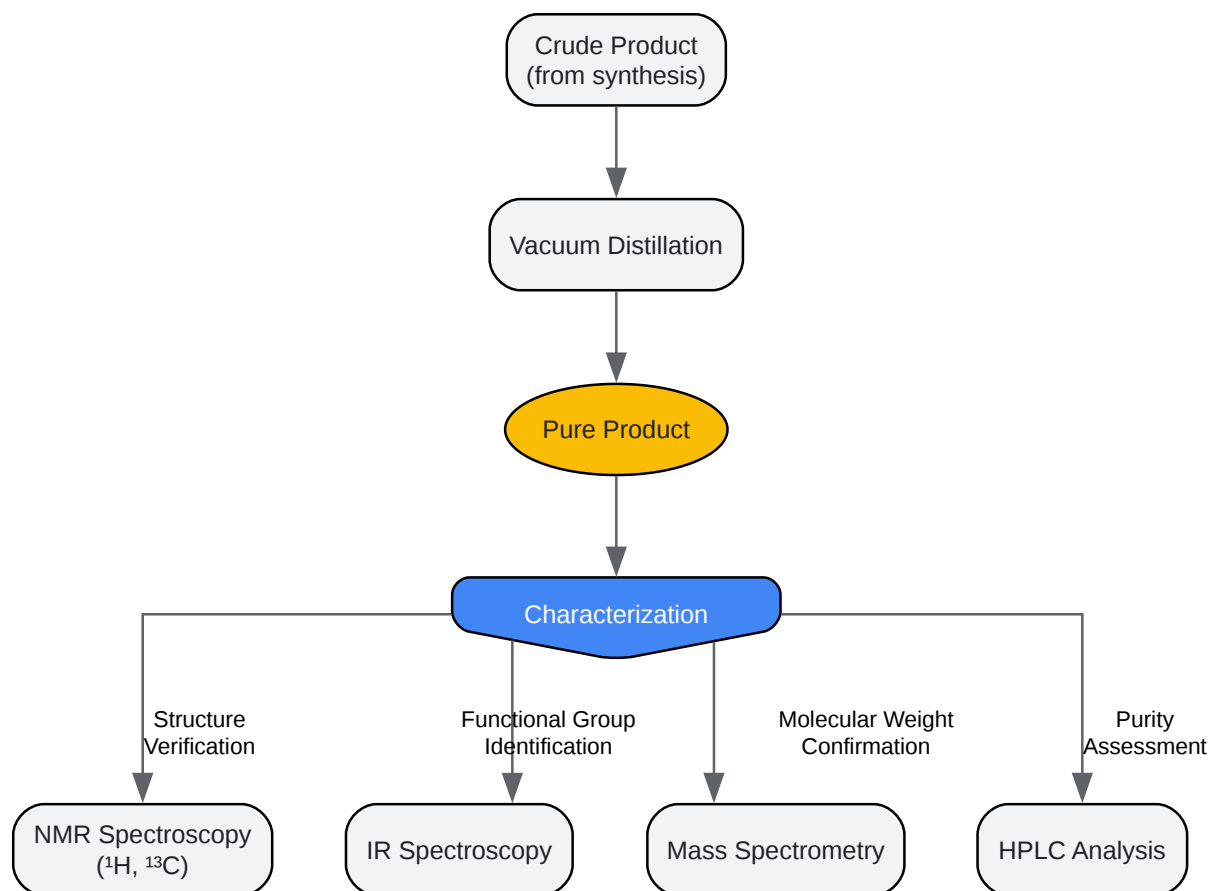 Crude Product
(from synthesis)
Vacuum Distillation
Pure Product
Characterization
Structure
Verification
Functional Group
Identification
Molecular Weight
Confirmation
Purity
Assessment
NMR Spectroscopy
(¹H, ¹³C)
IR Spectroscopy
Mass Spectrometry
HPLC Analysis